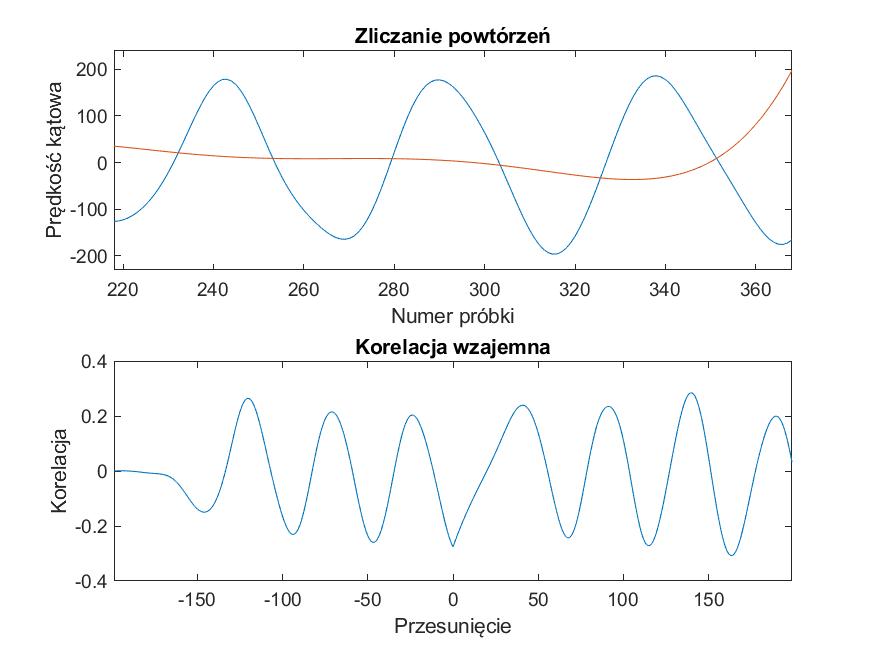 Zliczanie powtórzeń
Prędkość kątowa
200
100
0
-100
-200
220 240 260 280 300 320 340 360
Numer próbki
Korelacja wzajemna
Korelacja
0.4
0.2
0
-0.2
-0.4
-150 -100 -50 0 50 100 150
Przesunięcie